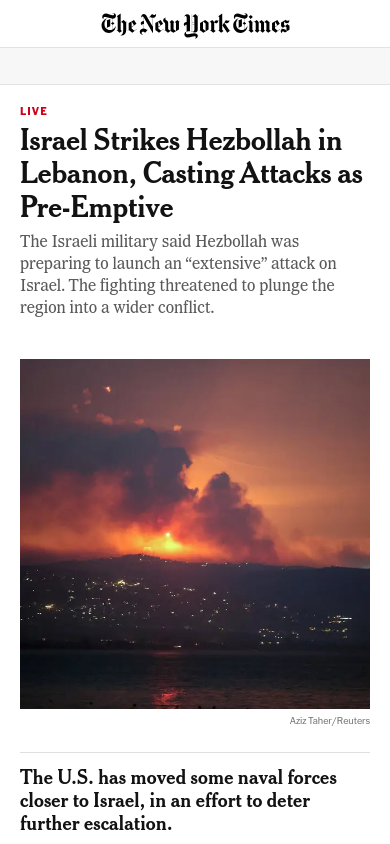 The New York Times
LIVE
Israel Strikes Hezbollah in
Lebanon, Casting Attacks as
Pre-Emptive
The Israeli military said Hezbollah was
preparing to launch an “extensive” attack on
Israel. The fighting threatened to plunge the
region into a wider conflict.
Aziz Taher/Reuters
The U.S. has moved some naval forces
closer to Israel, in an effort to deter
further escalation.